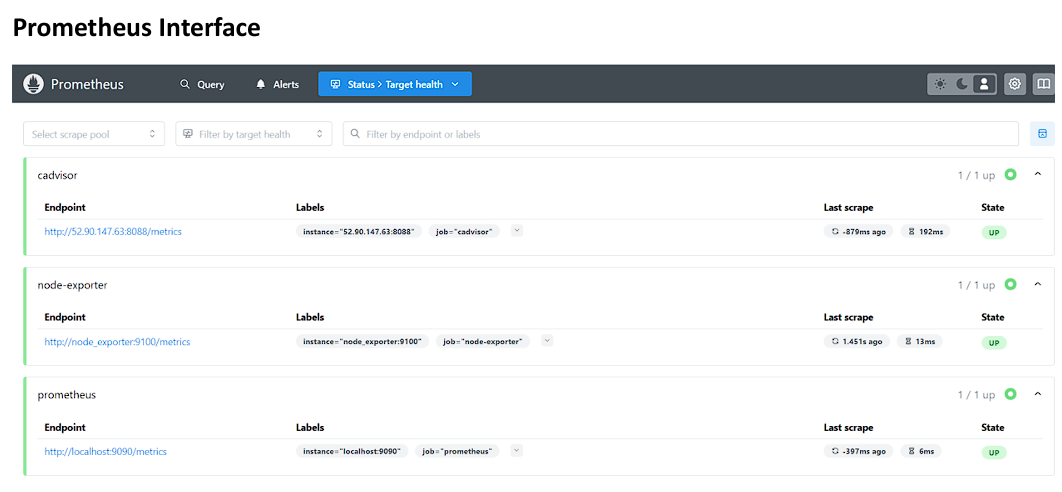 Prometheus Interface
Prometheus Query Alerts Status > Target health
Select scrape pool Filter by target health Filter by endpoint or labels
cadvisor 1 / 1 up
Endpoint Labels Last scrape State
http://52.90.147.63:8088/metrics instance="52.90.147.63:8088" job="cadvisor" -879ms ago 192ms UP
node-exporter 1 / 1 up
Endpoint Labels Last scrape State
http://node_exporter:9100/metrics instance="node_exporter:9100" job="node-exporter" 1.451s ago 13ms UP
prometheus 1 / 1 up
Endpoint Labels Last scrape State
http://localhost:9090/metrics instance="localhost:9090" job="prometheus" -397ms ago 6ms UP